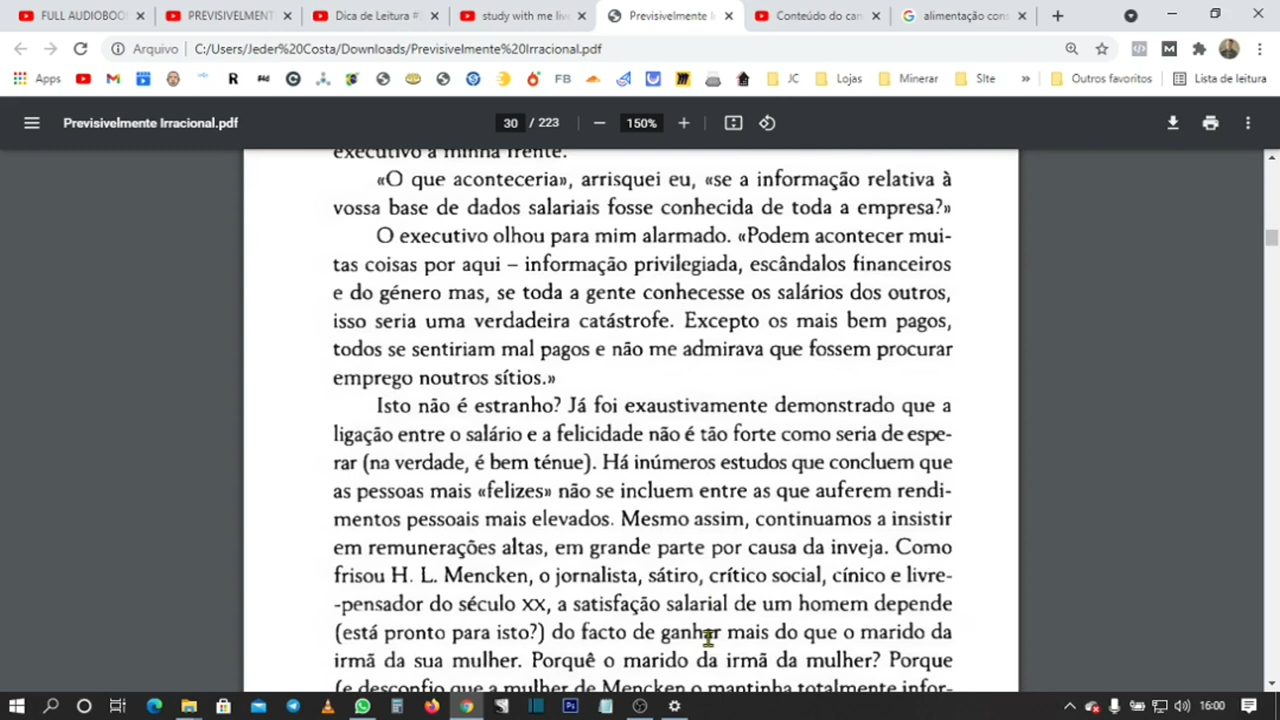 FULL AUDIOBOO
PREVISIVELMENT
Dica de Leitura #
study with me liv
Previsivelmente I
Conteúdo do can
alimentação cons
Arquivo
C:/Users/Jeder%20Costa/Downloads/Previsivelmente%20Irracional.pdf
Apps
FB
JC
Lojas
Minerar
SIte
»
Outros favoritos
Lista de leitura
Previsivelmente Irracional.pdf
30 / 223
150%
executivo à minha frente.
«O que aconteceria», arrisquei eu, «se a informação relativa à
vossa base de dados salariais fosse conhecida de toda a empresa?»
O executivo olhou para mim alarmado. «Podem acontecer mui-
tas coisas por aqui – informação privilegiada, escândalos financeiros
e do género mas, se toda a gente conhecesse os salários dos outros,
isso seria uma verdadeira catástrofe. Excepto os mais bem pagos,
todos se sentiriam mal pagos e não me admirava que fossem procurar
emprego noutros sítios.»
Isto não é estranho? Já foi exaustivamente demonstrado que a
ligação entre o salário e a felicidade não é tão forte como seria de espe-
rar (na verdade, é bem ténue). Há inúmeros estudos que concluem que
as pessoas mais «felizes» não se incluem entre as que auferem rendi-
mentos pessoais mais elevados. Mesmo assim, continuamos a insistir
em remunerações altas, em grande parte por causa da inveja. Como
frisou H. L. Mencken, o jornalista, sátiro, crítico social, cínico e livre-
-pensador do século XX, a satisfação salarial de um homem depende
(está pronto para isto?) do facto de ganhar mais do que o marido da
irmã da sua mulher. Porquê o marido da irmã da mulher? Porque
(e desconfio que a mulher de Mencken o mantinha totalmente infor-
16:00